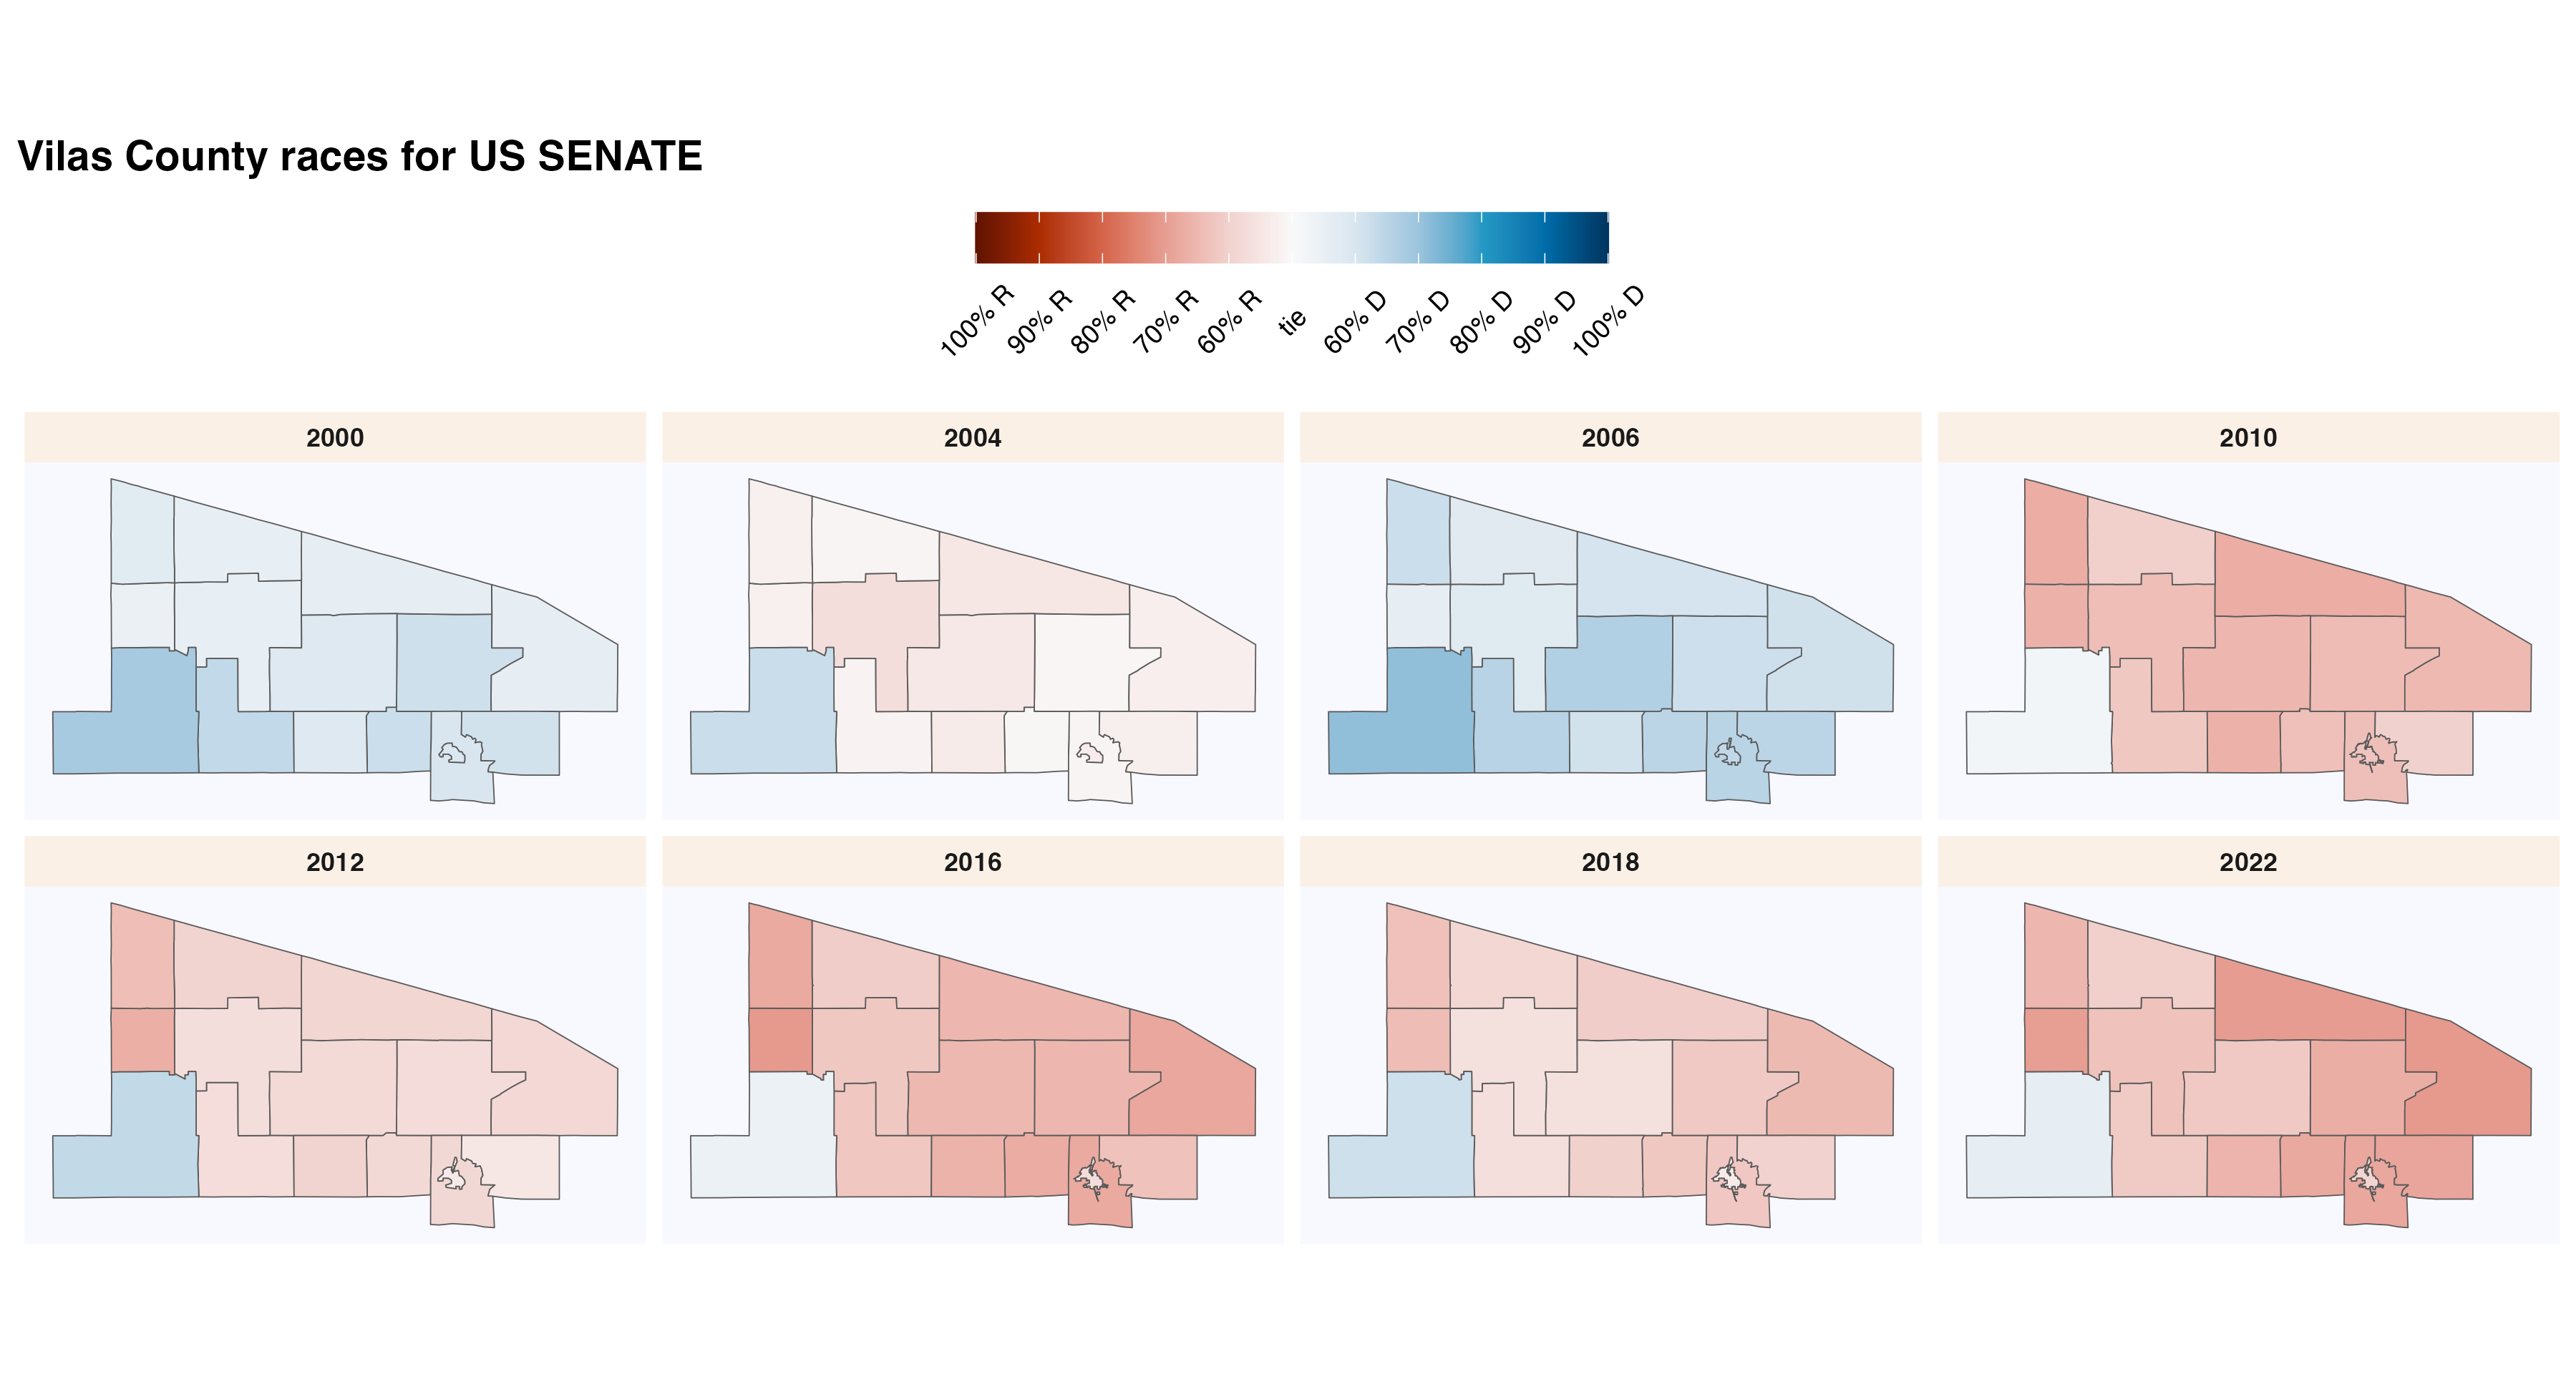 Vilas County races for US SENATE
100% R
90% R
80% R
70% R
60% R
tie
60% D
70% D
80% D
90% D
100% D
2000
2004
2006
2010
2012
2016
2018
2022